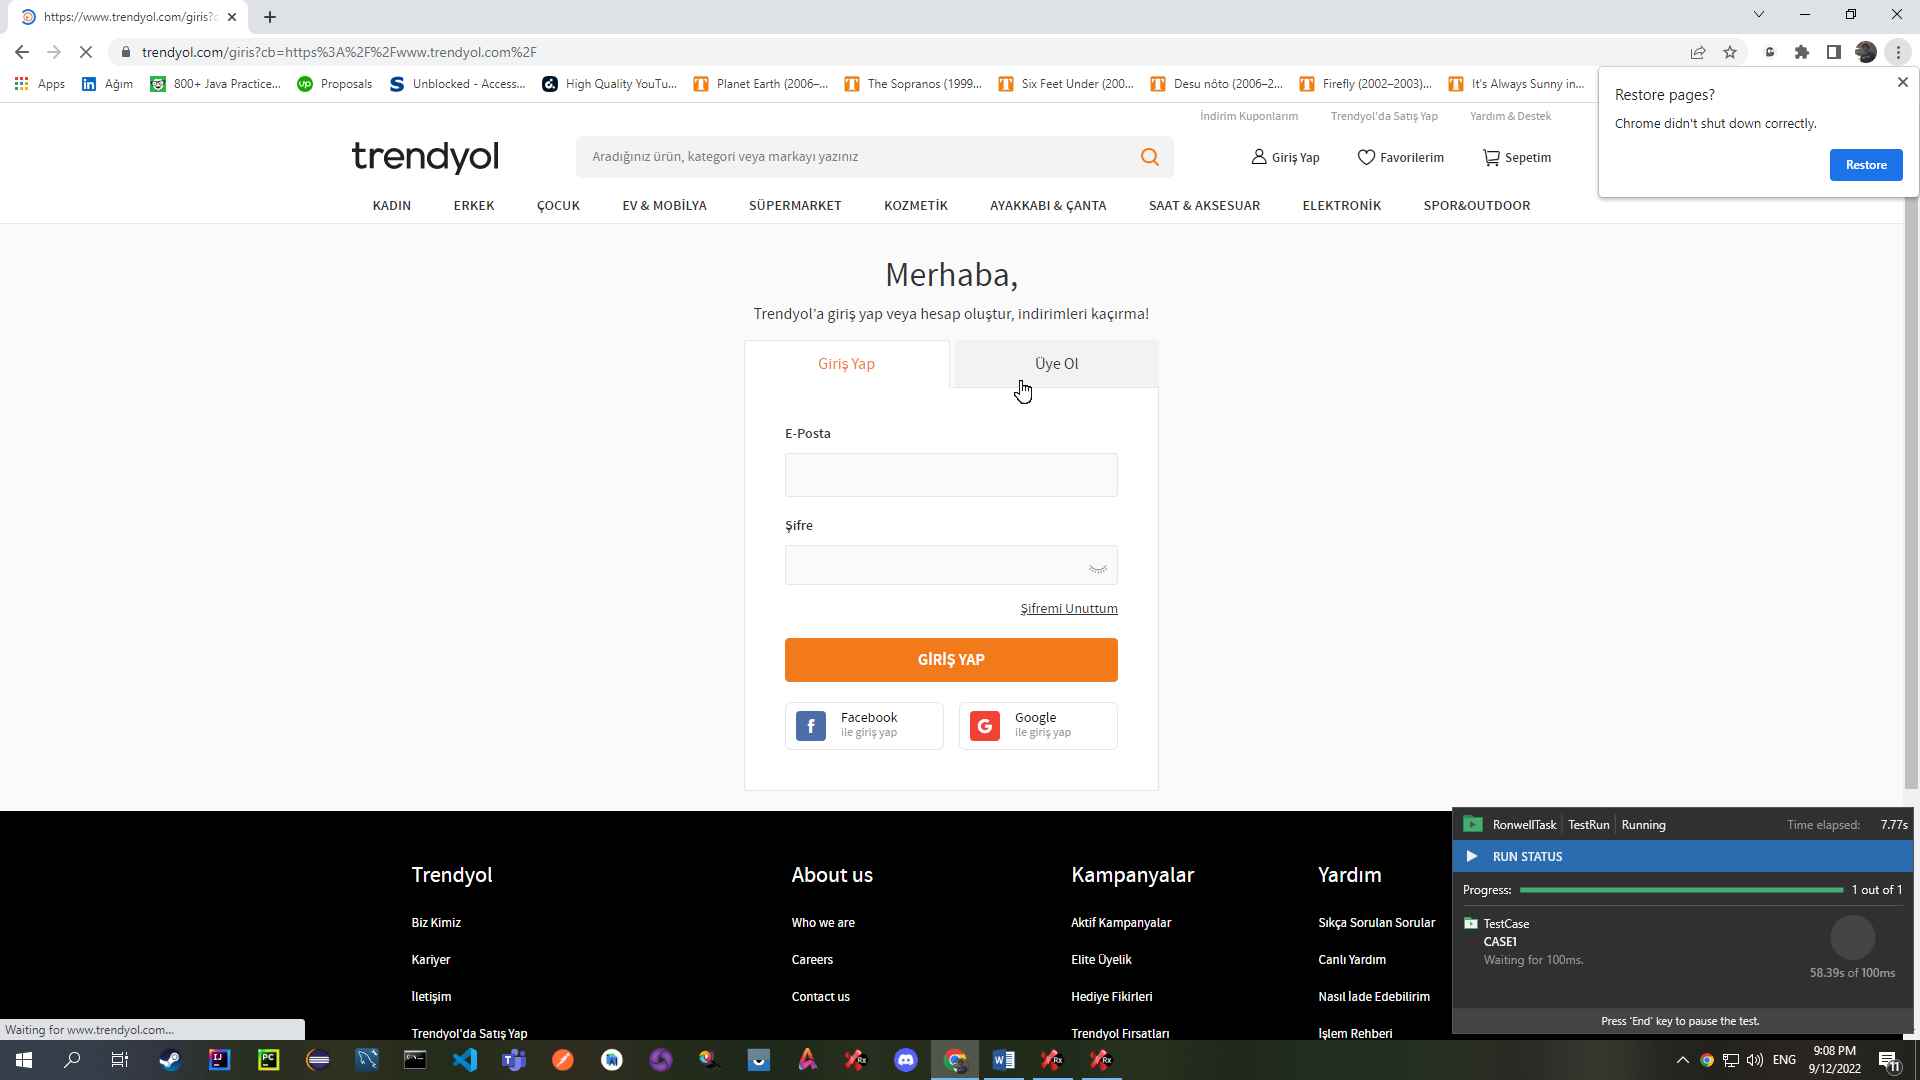 https://www.trendyol.com/giris?c
trendyol.com/giris?cb=https%3A%2F%2Fwww.trendyol.com%2F
Apps
Ağım
800+ Java Practice...
Proposals
Unblocked - Access...
High Quality YouTu...
Planet Earth (2006–...
The Sopranos (1999...
Six Feet Under (200...
Desu nôto (2006–2...
Firefly (2002–2003)...
It's Always Sunny in...
Restore pages?
Chrome didn't shut down correctly.
Restore
İndirim Kuponlarım
Trendyol'da Satış Yap
Yardım & Destek
trendyol
Aradığınız ürün, kategori veya markayı yazınız
Giriş Yap
Favorilerim
Sepetim
KADIN
ERKEK
ÇOCUK
EV & MOBİLYA
SÜPERMARKET
KOZMETİK
AYAKKABI & ÇANTA
SAAT & AKSESUAR
ELEKTRONİK
SPOR&OUTDOOR
Merhaba,
Trendyol'a giriş yap veya hesap oluştur, indirimleri kaçırma!
Giriş Yap
Üye Ol
E-Posta
Şifre
Şifremi Unuttum
GİRİŞ YAP
f
Facebook
ile giriş yap
G
Google
ile giriş yap
Trendyol
Biz Kimiz
Kariyer
İletişim
Trendyol'da Satış Yap
About us
Who we are
Careers
Contact us
Kampanyalar
Aktif Kampanyalar
Elite Üyelik
Hediye Fikirleri
Trendyol Fırsatları
Yardım
Sıkça Sorulan Sorular
Canlı Yardım
Nasıl İade Edebilirim
İşlem Rehberi
RonwellTask
TestRun
Running
Time elapsed:
7.77s
RUN STATUS
Progress:
1 out of 1
TestCase
CASE1
Waiting for 100ms.
58.39s of 100ms
Press 'End' key to pause the test.
Waiting for www.trendyol.com...
ENG
9:08 PM
9/12/2022
11